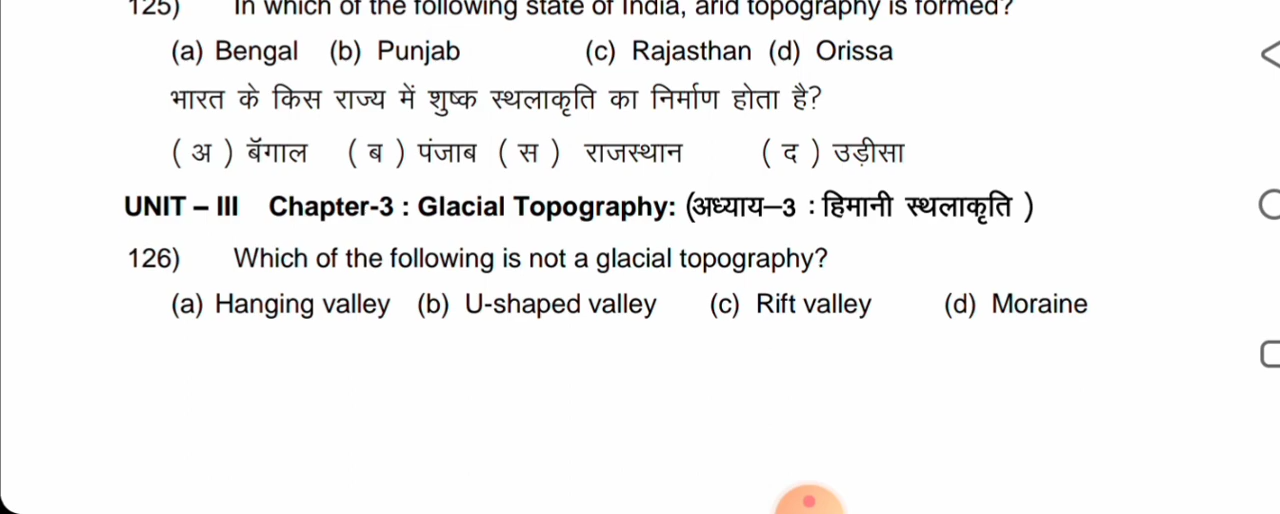 125) In which of the following state of India, arid topography is formed?
(a) Bengal (b) Punjab (c) Rajasthan (d) Orissa
भारत के किस राज्य में शुष्क स्थलाकृति का निर्माण होता है?
( अ ) बॅगाल ( ब ) पंजाब ( स ) राजस्थान ( द ) उड़ीसा
UNIT – III Chapter-3 : Glacial Topography: (अध्याय–3 : हिमानी स्थलाकृति )
126) Which of the following is not a glacial topography?
(a) Hanging valley (b) U-shaped valley (c) Rift valley (d) Moraine